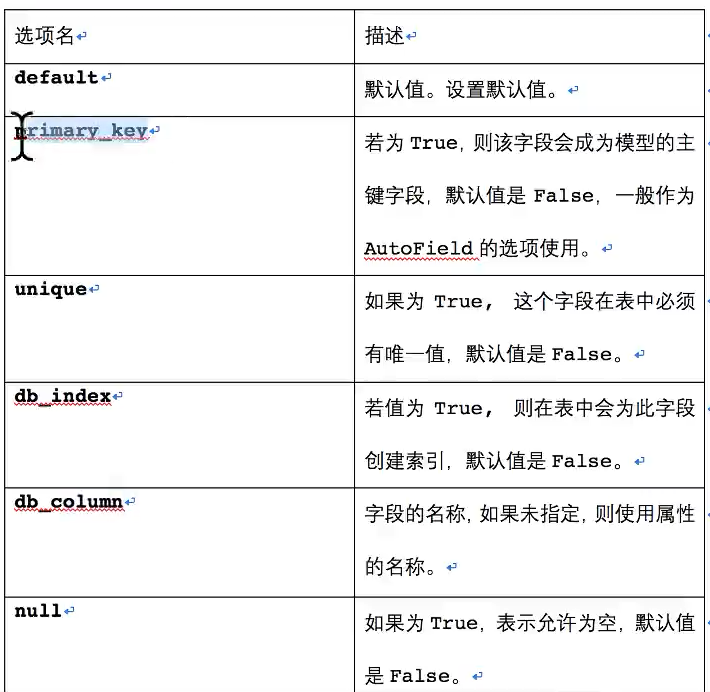 选项名
描述
default
默认值。设置默认值。
primary_key
若为 True, 则该字段会成为模型的主
键字段，默认值是 False，一般作为
AutoField 的选项使用。
unique
如果为 True, 这个字段在表中必须
有唯一值，默认值是 False。
db_index
若值为 True, 则在表中会为此字段
创建索引，默认值是 False。
db_column
字段的名称，如果未指定，则使用属性
的名称。
null
如果为 True，表示允许为空，默认值
是 False。